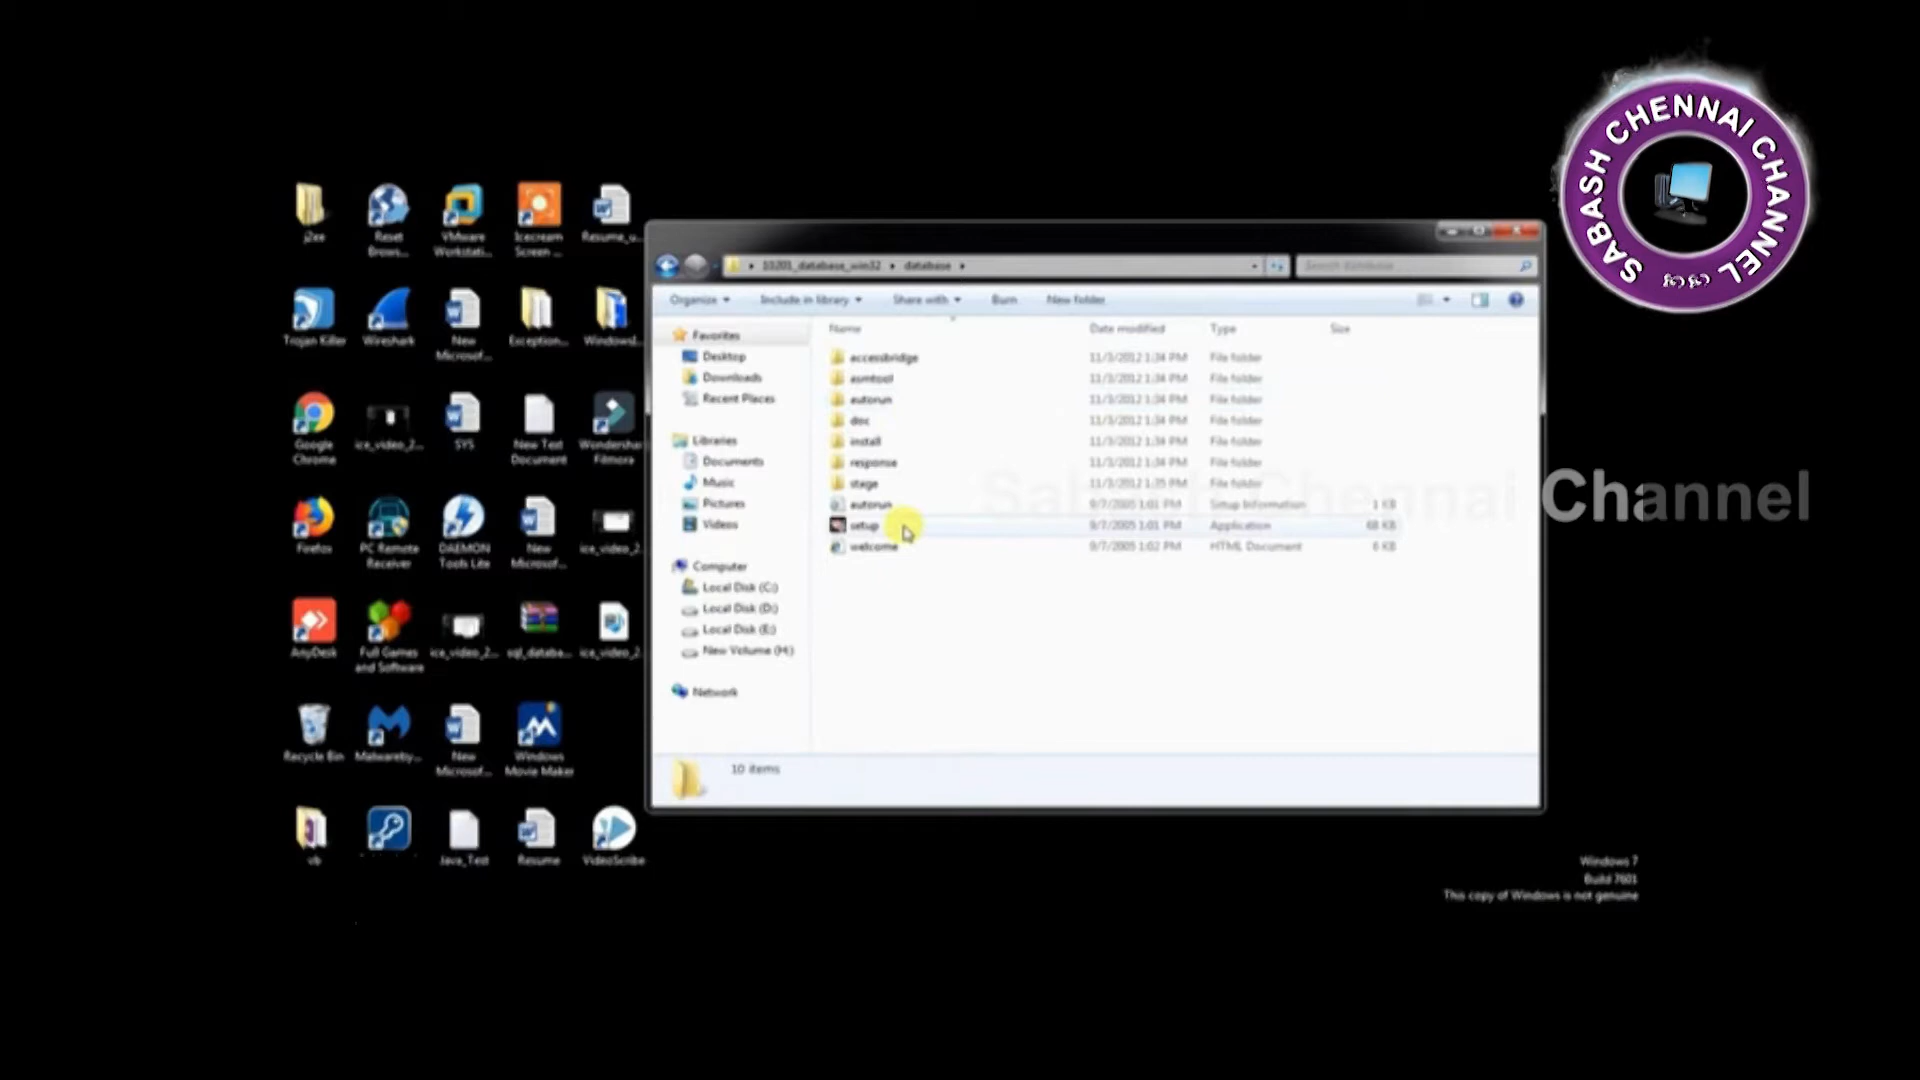 SABASH CHENNAI CHANNEL
j2ee
Reset Brows...
VMware Workstati...
Icecream Screen ...
Resume_u...
Trojan Killer
Wireshark
New Microsof...
Exception...
Windows1...
Google Chrome
ice_video_2...
SYS
New Text Document
Wondersha Filmora
Firefox
PC Remote Receiver
DAEMON Tools Lite
New Microsof...
ice_video_2...
AnyDesk
Full Games and Software
ice_video_2...
sql_databa...
ice_video_2...
Recycle Bin
Malwareby...
New Microsof...
Windows Movie Maker
vb
Java_Test
Resume
VideoScribe
10201_database_win32
database
Search database
Organize
Include in library
Share with
Burn
New folder
Favorites
Desktop
Downloads
Recent Places
Libraries
Documents
Music
Pictures
Videos
Computer
Local Disk (C:)
Local Disk (D:)
Local Disk (E:)
New Volume (H:)
Network
Name Date modified Type Size
accessbridge 11/3/2012 1:34 PM File folder
asmtool 11/3/2012 1:34 PM File folder
autorun 11/3/2012 1:34 PM File folder
doc 11/3/2012 1:34 PM File folder
install 11/3/2012 1:34 PM File folder
response 11/3/2012 1:34 PM File folder
stage 11/3/2012 1:35 PM File folder
autorun 9/7/2005 1:01 PM Setup Information 1 KB
setup 9/7/2005 1:01 PM Application 68 KB
welcome 9/7/2005 1:02 PM HTML Document 6 KB
Sabash Chennai Channel
10 items
Windows 7
Build 7601
This copy of Windows is not genuine